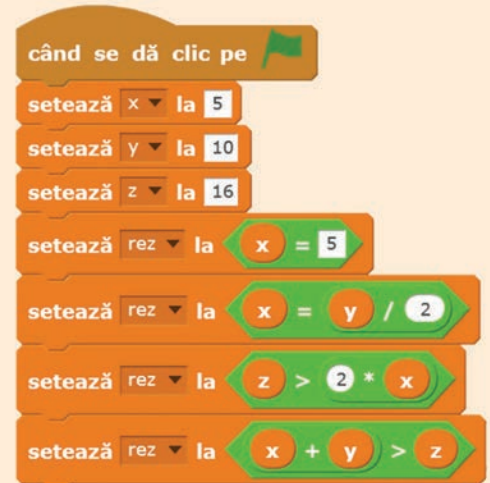 când se dă clic pe
setează x la 5
setează y la 10
setează z la 16
setează rez la x = 5
setează rez la x = y / 2
setează rez la z > 2 * x
setează rez la x + y > z